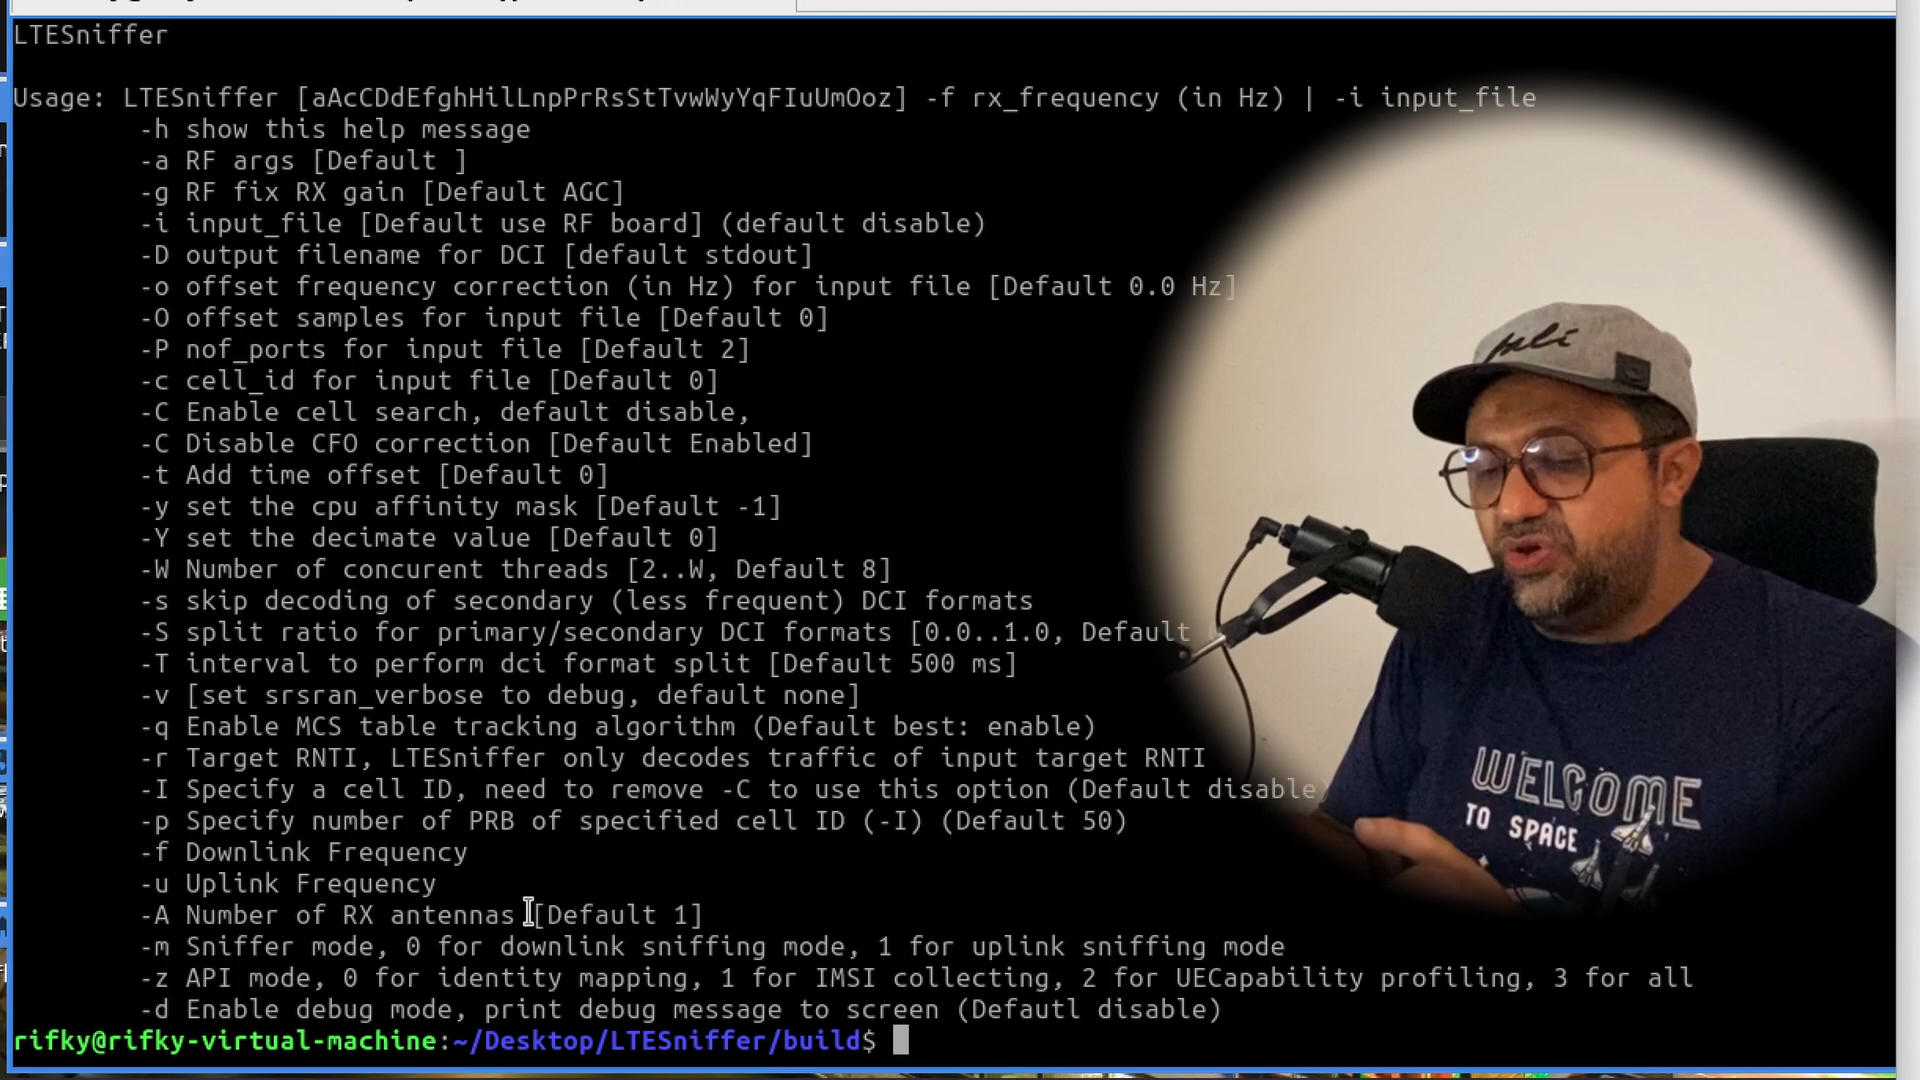 LTESniffer
Usage: LTESniffer [aAcCDdEfghHilLnpPrRsStTvwWyYqFIuUmOoz] -f rx_frequency (in Hz) | -i input_file
-h show this help message
-a RF args [Default ]
-g RF fix RX gain [Default AGC]
-i input_file [Default use RF board] (default disable)
-D output filename for DCI [default stdout]
-o offset frequency correction (in Hz) for input file [Default 0.0 Hz]
-O offset samples for input file [Default 0]
-P nof_ports for input file [Default 2]
-c cell_id for input file [Default 0]
-C Enable cell search, default disable,
-C Disable CFO correction [Default Enabled]
-t Add time offset [Default 0]
-y set the cpu affinity mask [Default -1]
-Y set the decimate value [Default 0]
-W Number of concurent threads [2..W, Default 8]
-s skip decoding of secondary (less frequent) DCI formats
-S split ratio for primary/secondary DCI formats [0.0..1.0, Default
-T interval to perform dci format split [Default 500 ms]
-v [set srsran_verbose to debug, default none]
-q Enable MCS table tracking algorithm (Default best: enable)
-r Target RNTI, LTESniffer only decodes traffic of input target RNTI
-I Specify a cell ID, need to remove -C to use this option (Default disable)
-p Specify number of PRB of specified cell ID (-I) (Default 50)
-f Downlink Frequency
-u Uplink Frequency
-A Number of RX antennas [Default 1]
-m Sniffer mode, 0 for downlink sniffing mode, 1 for uplink sniffing mode
-z API mode, 0 for identity mapping, 1 for IMSI collecting, 2 for UECapability profiling, 3 for all
-d Enable debug mode, print debug message to screen (Defautl disable)
rifky@rifky-virtual-machine:~/Desktop/LTESniffer/build$
WELCOME
TO SPACE